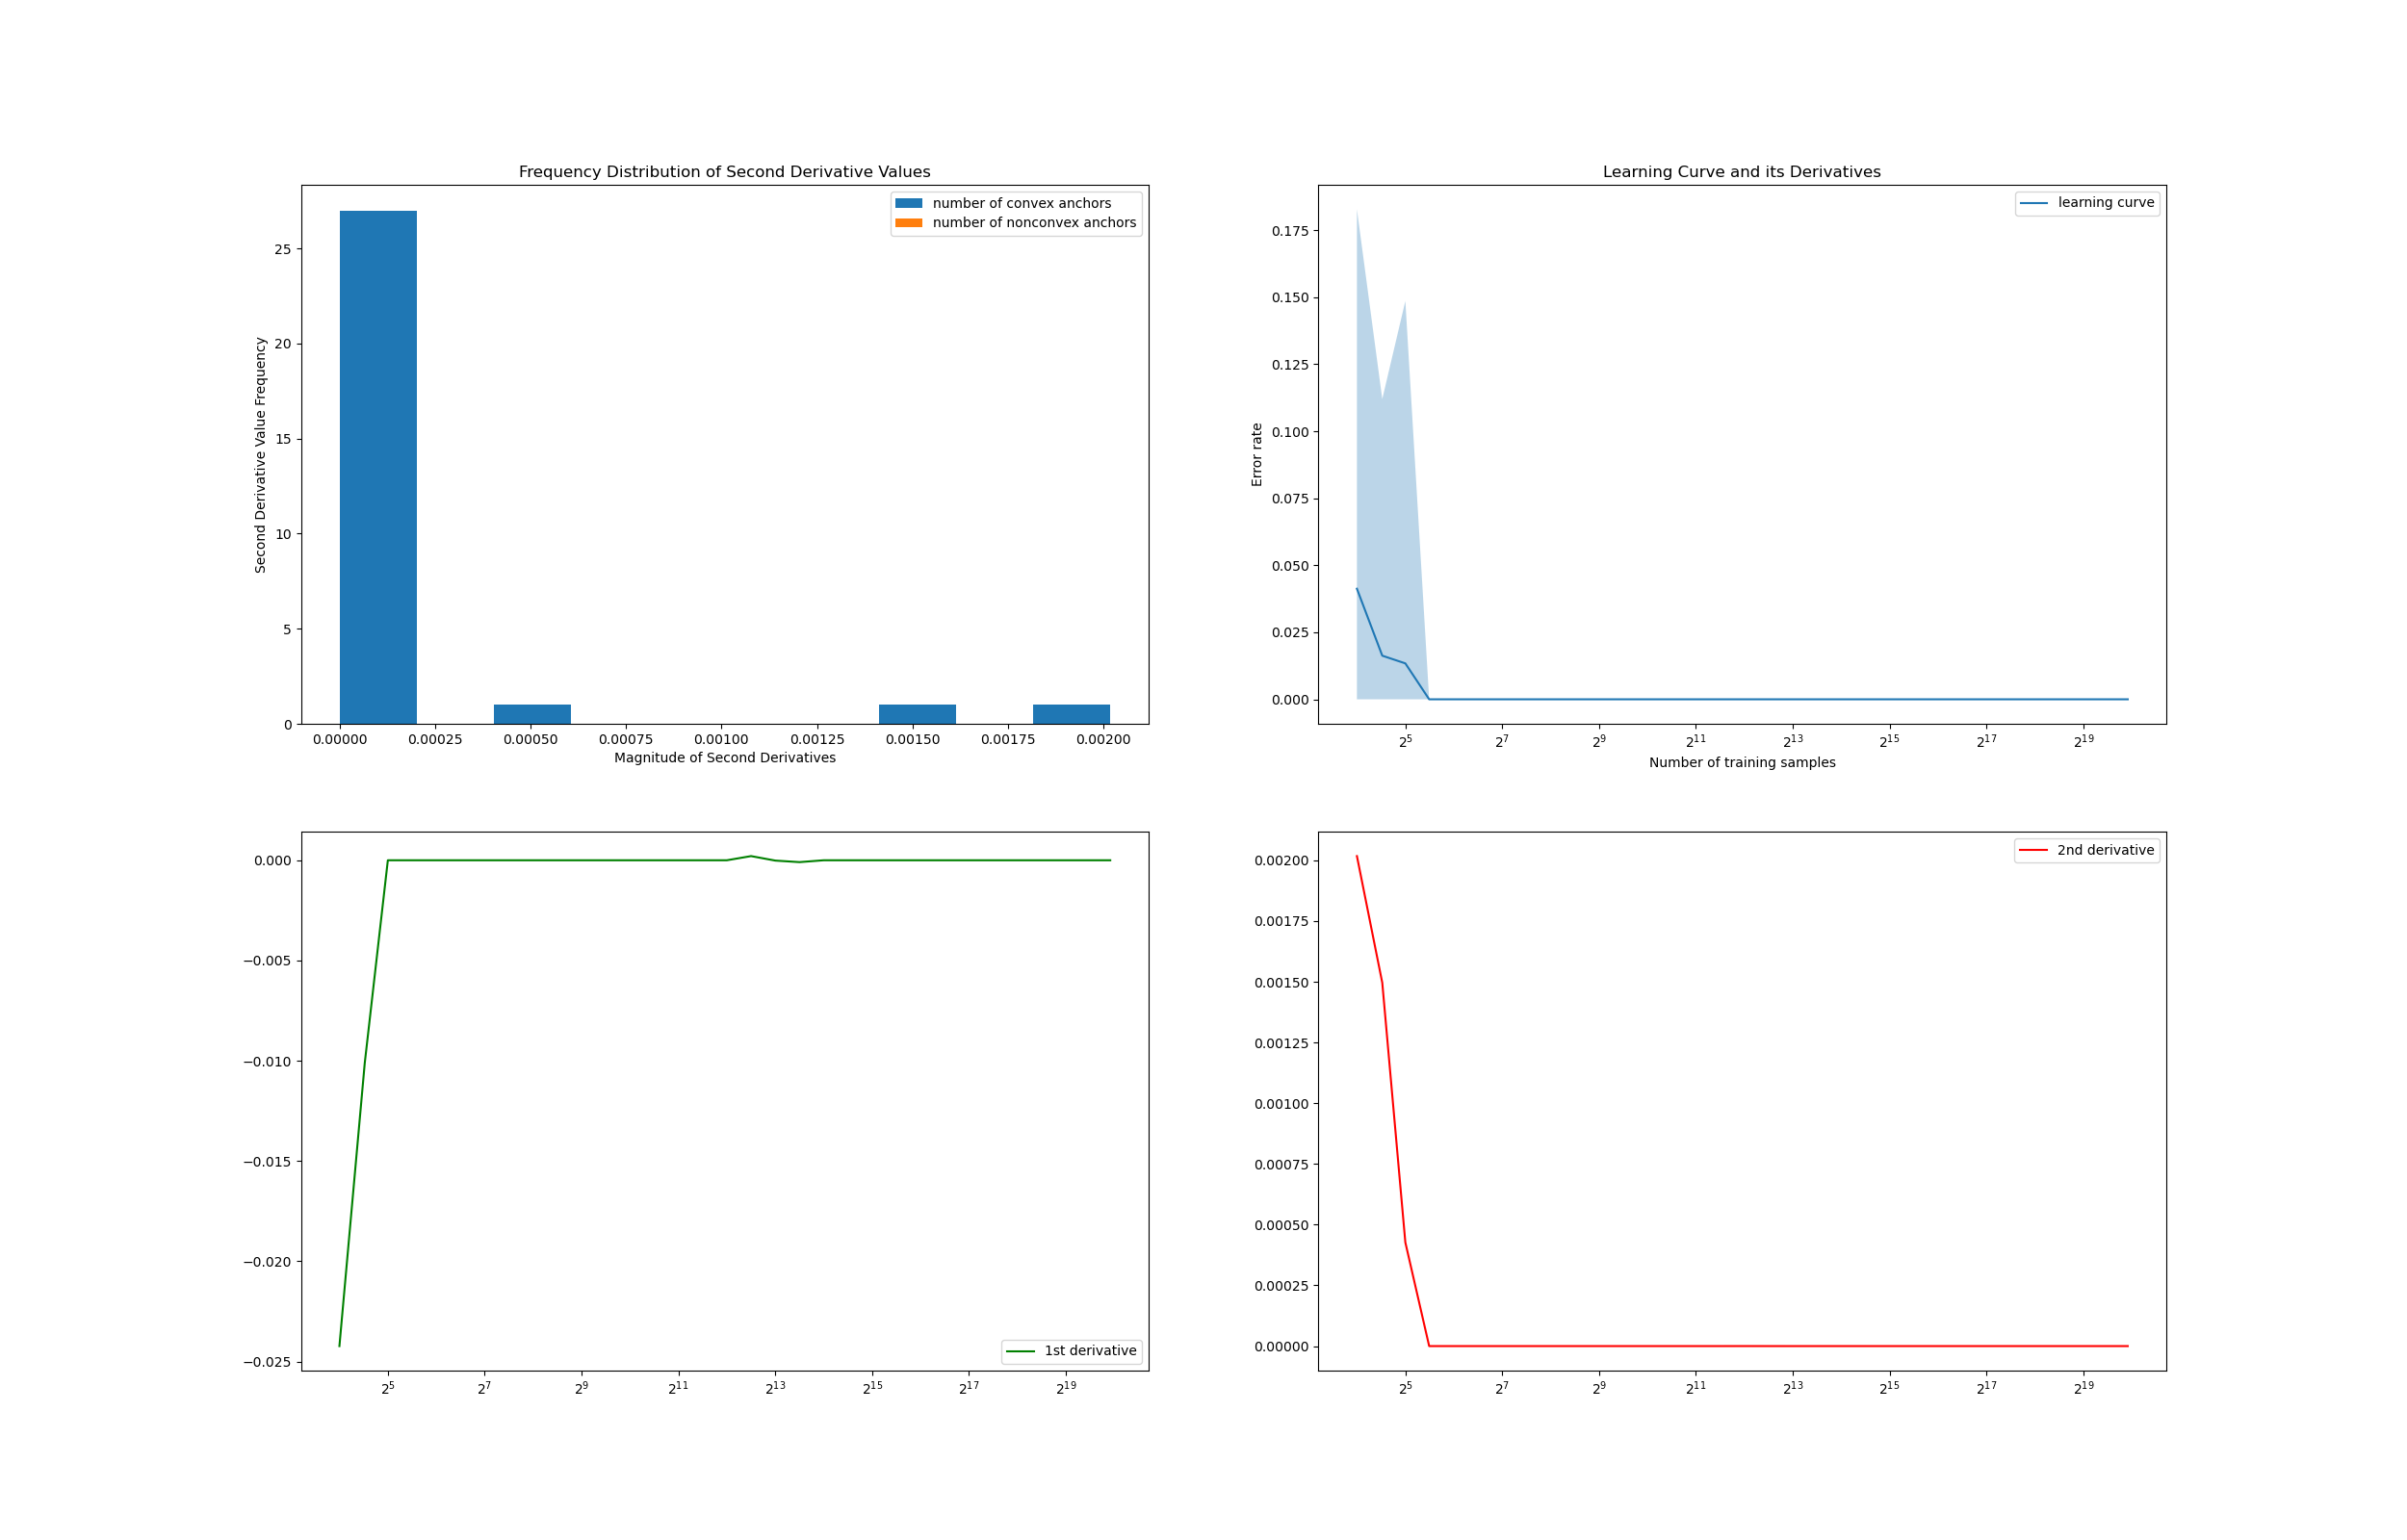 Frequency Distribution of Second Derivative Values
number of convex anchors
number of nonconvex anchors
Second Derivative Value Frequency
25
20
15
10
5
0
0.00000 0.00025 0.00050 0.00075 0.00100 0.00125 0.00150 0.00175 0.00200
Magnitude of Second Derivatives
Learning Curve and its Derivatives
learning curve
Error rate
0.175
0.150
0.125
0.100
0.075
0.050
0.025
0.000
2^5 2^7 2^9 2^11 2^13 2^15 2^17 2^19
Number of training samples
0.000
−0.005
−0.010
−0.015
−0.020
−0.025
1st derivative
2^5 2^7 2^9 2^11 2^13 2^15 2^17 2^19
2nd derivative
0.00200
0.00175
0.00150
0.00125
0.00100
0.00075
0.00050
0.00025
0.00000
2^5 2^7 2^9 2^11 2^13 2^15 2^17 2^19